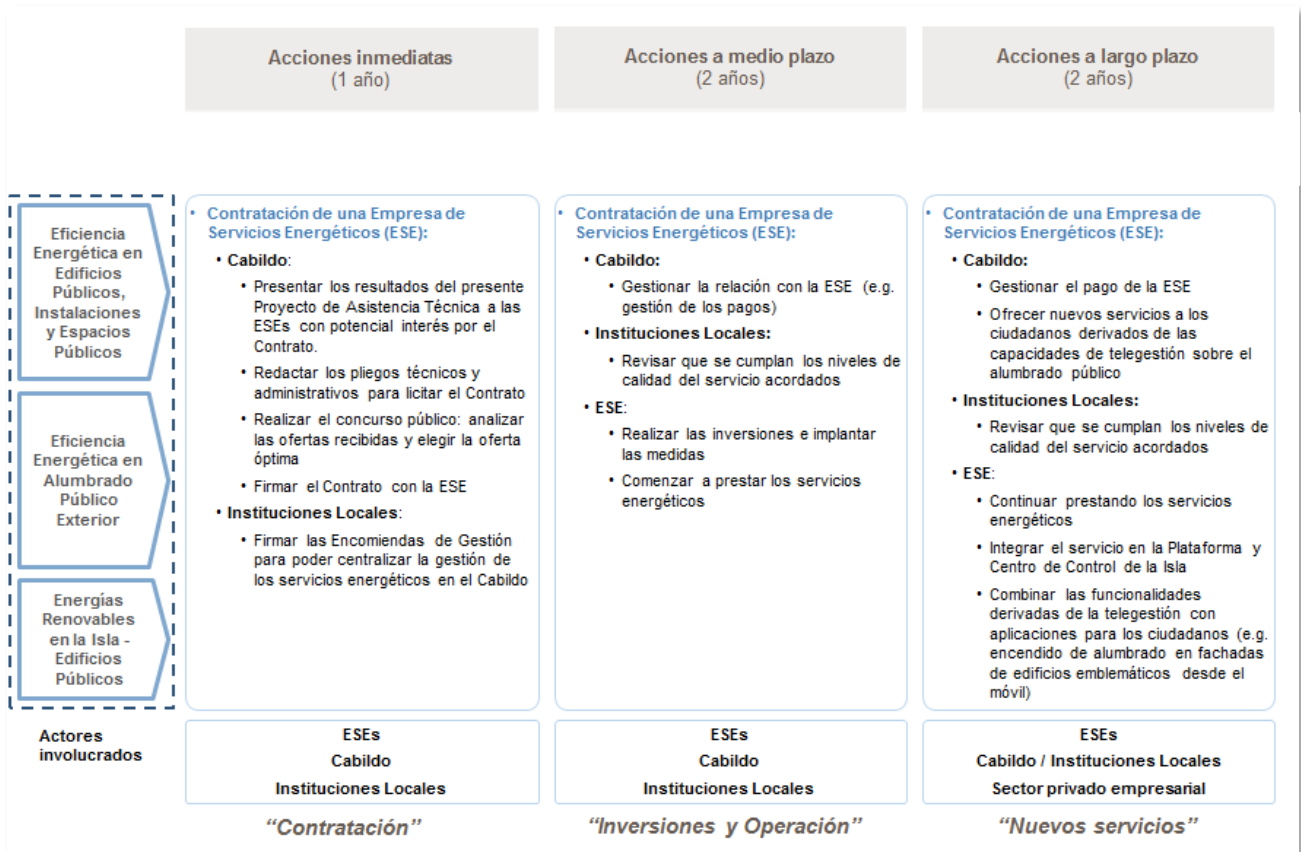 Acciones inmediatas
(1 año)
Acciones a medio plazo
(2 años)
Acciones a largo plazo
(2 años)
Eficiencia
Energética en
Edificios
Públicos,
Instalaciones
y Espacios
Públicos
Eficiencia
Energética en
Alumbrado
Público
Exterior
Energías
Renovables
en la Isla -
Edificios
Públicos
• Contratación de una Empresa de
Servicios Energéticos (ESE):
• Cabildo:
• Presentar los resultados del presente
Proyecto de Asistencia Técnica a las
ESEs con potencial interés por el
Contrato.
• Redactar los pliegos técnicos y
administrativos para licitar el Contrato
• Realizar el concurso público: analizar
las ofertas recibidas y elegir la oferta
óptima
• Firmar el Contrato con la ESE
• Instituciones Locales:
• Firmar las Encomiendas de Gestión
para poder centralizar la gestión de
los servicios energéticos en el Cabildo
• Contratación de una Empresa de
Servicios Energéticos (ESE):
• Cabildo:
• Gestionar la relación con la ESE (e.g.
gestión de los pagos)
• Instituciones Locales:
• Revisar que se cumplan los niveles de
calidad del servicio acordados
• ESE:
• Realizar las inversiones e implantar
las medidas
• Comenzar a prestar los servicios
energéticos
• Contratación de una Empresa de
Servicios Energéticos (ESE):
• Cabildo:
• Gestionar el pago de la ESE
• Ofrecer nuevos servicios a los
ciudadanos derivados de las
capacidades de telegestión sobre el
alumbrado público
• Instituciones Locales:
• Revisar que se cumplan los niveles de
calidad del servicio acordados
• ESE:
• Continuar prestando los servicios
energéticos
• Integrar el servicio en la Plataforma y
Centro de Control de la Isla
• Combinar las funcionalidades
derivadas de la telegestión con
aplicaciones para los ciudadanos (e.g.
encendido de alumbrado en fachadas
de edificios emblemáticos desde el
móvil)
Actores
involucrados
ESEs
Cabildo
Instituciones Locales
ESEs
Cabildo
Instituciones Locales
ESEs
Cabildo / Instituciones Locales
Sector privado empresarial
“Contratación”
“Inversiones y Operación”
“Nuevos servicios”